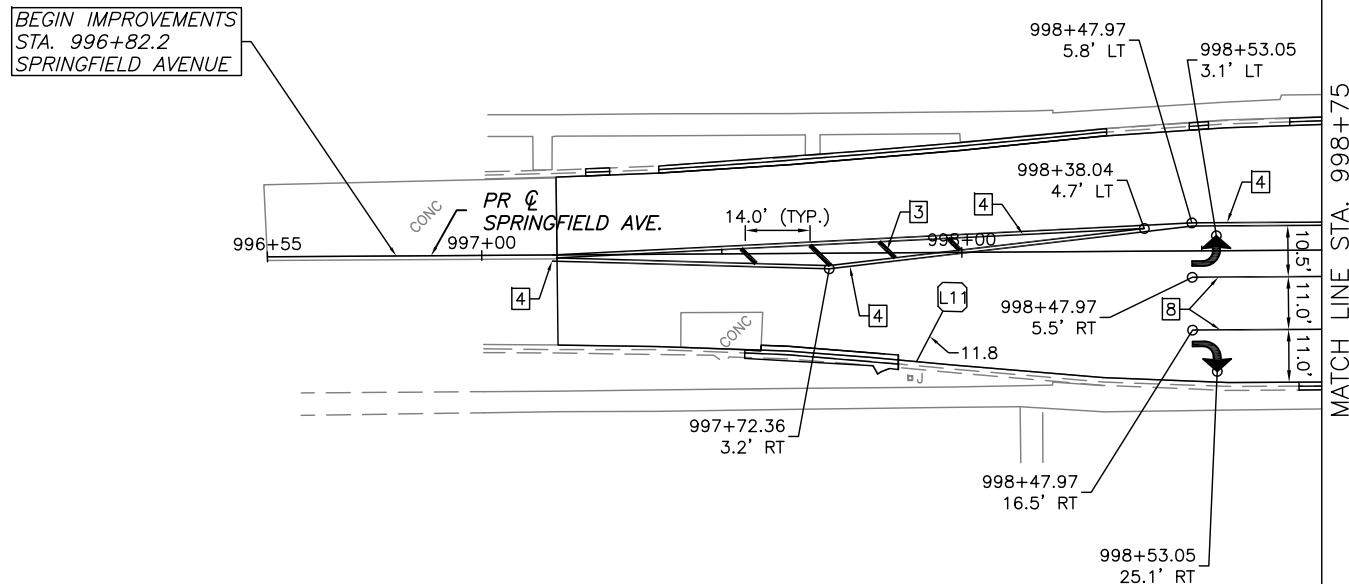 BEGIN IMPROVEMENTS
STA. 996+82.2
SPRINGFIELD AVENUE
998+47.97
5.8' LT
998+53.05
3.1' LT
998+38.04
4.7' LT
4
4
3
14.0' (TYP.)
PR ℄
SPRINGFIELD AVE.
CONC
996+55
997+00
998+00
10.5'
11.0'
11.0'
MATCH LINE STA. 998+75
4
4
L11
998+47.97
5.5' RT
8
CONC
11.8
J
997+72.36
3.2' RT
998+47.97
16.5' RT
998+53.05
25.1' RT